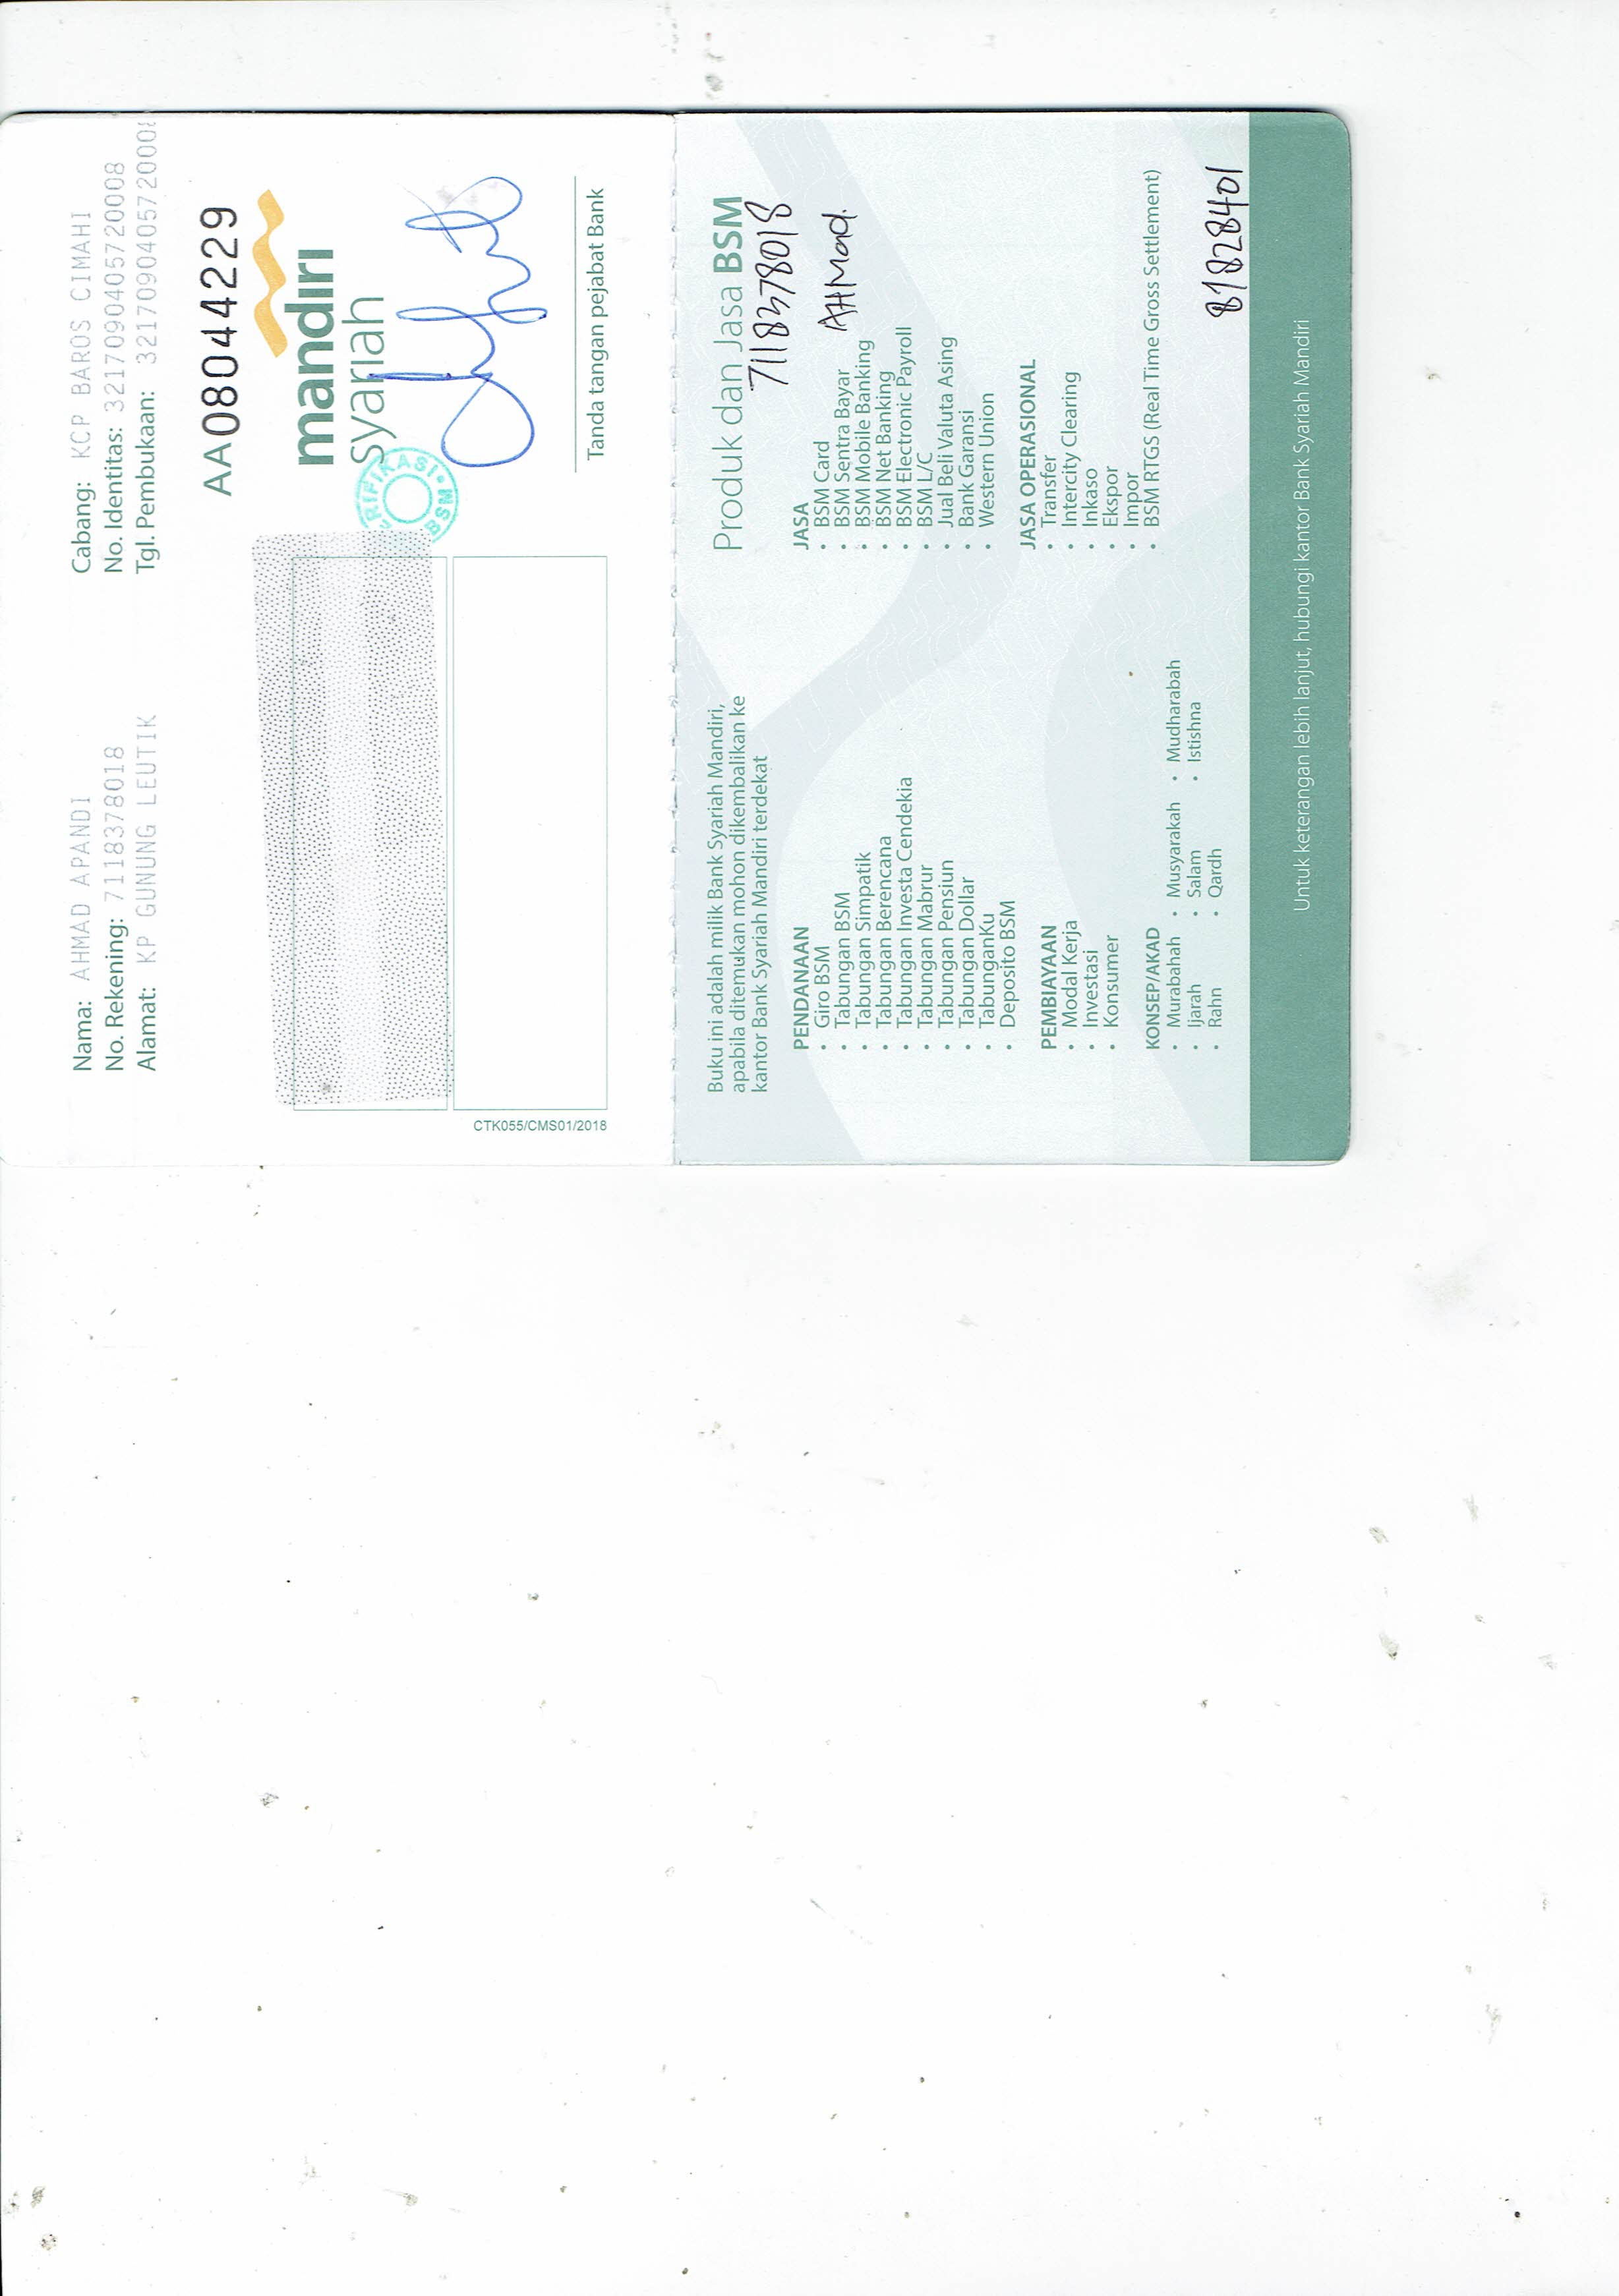 Nama: AHMAD APANDI
No. Rekening: 7118378018
Alamat: KP GUNUNG LEUTIK
Cabang: KCP BAROS CIMAHI
No. Identitas: 3217090405720008
Tgl. Pembukaan: 3217090405720008
AA08044229
mandırı
syariah
RIFIKASI
BSM
Tanda tangan pejabat Bank
CTK055/CMS01/2018
Buku ini adalah milik Bank Syariah Mandiri,
apabila ditemukan mohon dikembalikan ke
kantor Bank Syariah Mandiri terdekat
PENDANAAN
• Giro BSM
• Tabungan BSM
• Tabungan Simpatik
• Tabungan Berencana
• Tabungan Investa Cendekia
• Tabungan Mabrur
• Tabungan Pensiun
• Tabungan Dollar
• TabunganKu
• Deposito BSM
PEMBIAYAAN
• Modal Kerja
• Investasi
• Konsumer
KONSEP/AKAD
• Murabahah • Musyarakah • Mudharabah
• Ijarah • Salam • Istishna
• Rahn • Qardh
Produk dan Jasa BSM
7118378018
AHMad.
JASA
• BSM Card
• BSM Sentra Bayar
• BSM Mobile Banking
• BSM Net Banking
• BSM Electronic Payroll
• BSM L/C
• Jual Beli Valuta Asing
• Bank Garansi
• Western Union
JASA OPERASIONAL
• Transfer
• Intercity Clearing
• Inkaso
• Ekspor
• Impor
• BSM RTGS (Real Time Gross Settlement)
81828401
Untuk keterangan lebih lanjut, hubungi kantor Bank Syariah Mandiri